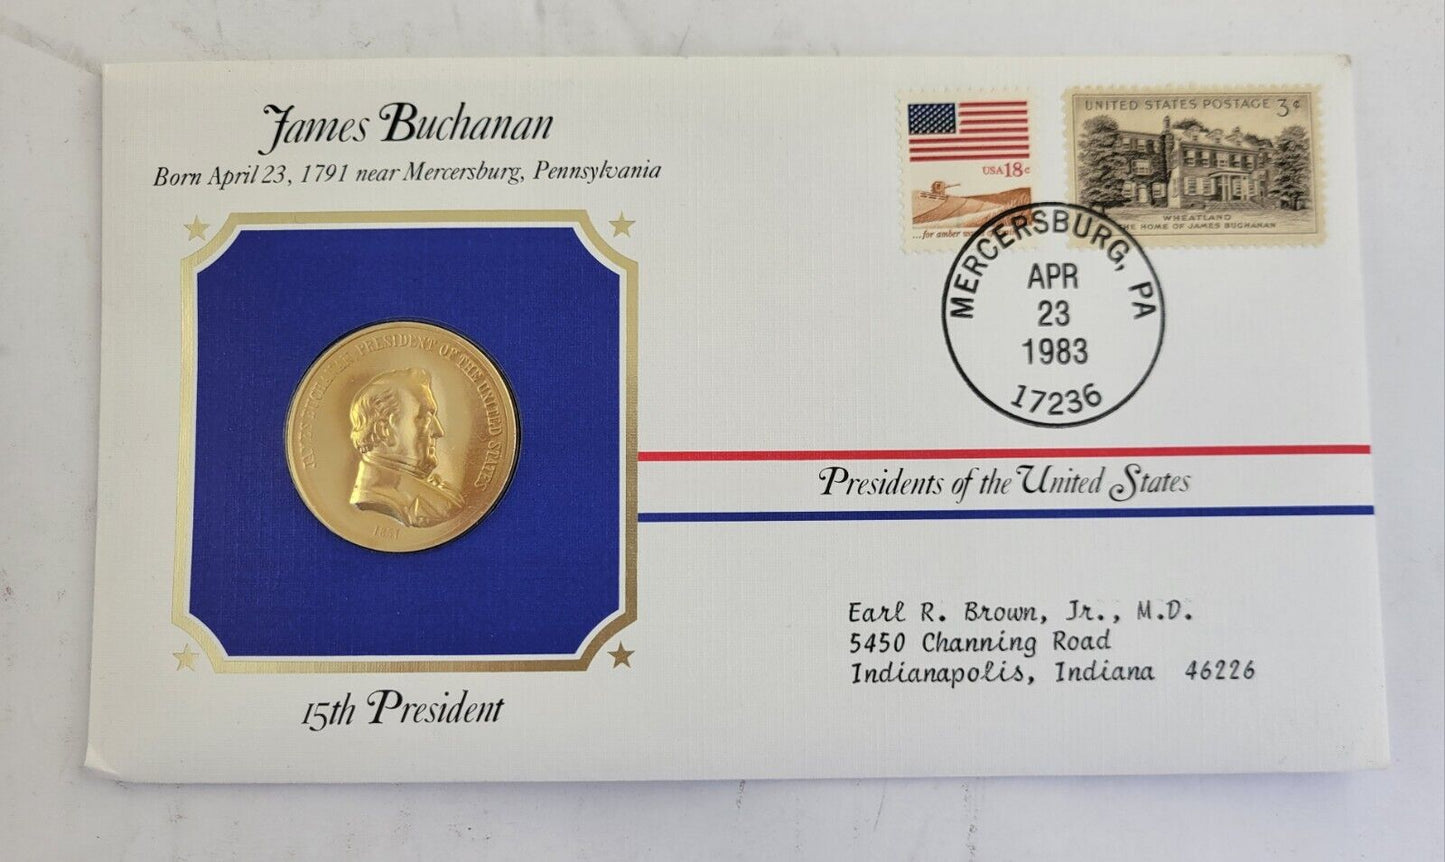 James Buchanan
Born April 23, 1791 near Mercersburg, Pennsylvania
JAMES BUCHANAN, PRESIDENT OF THE UNITED STATES
15th President
USA 18c
...for amber
UNITED STATES POSTAGE 3¢
WHEATLAND
THE HOME OF JAMES BUCHANAN
MERCERSBURG, PA
APR
23
1983
17236
Presidents of the United States
Earl R. Brown, Jr., M.D.
5450 Channing Road
Indianapolis, Indiana 46226